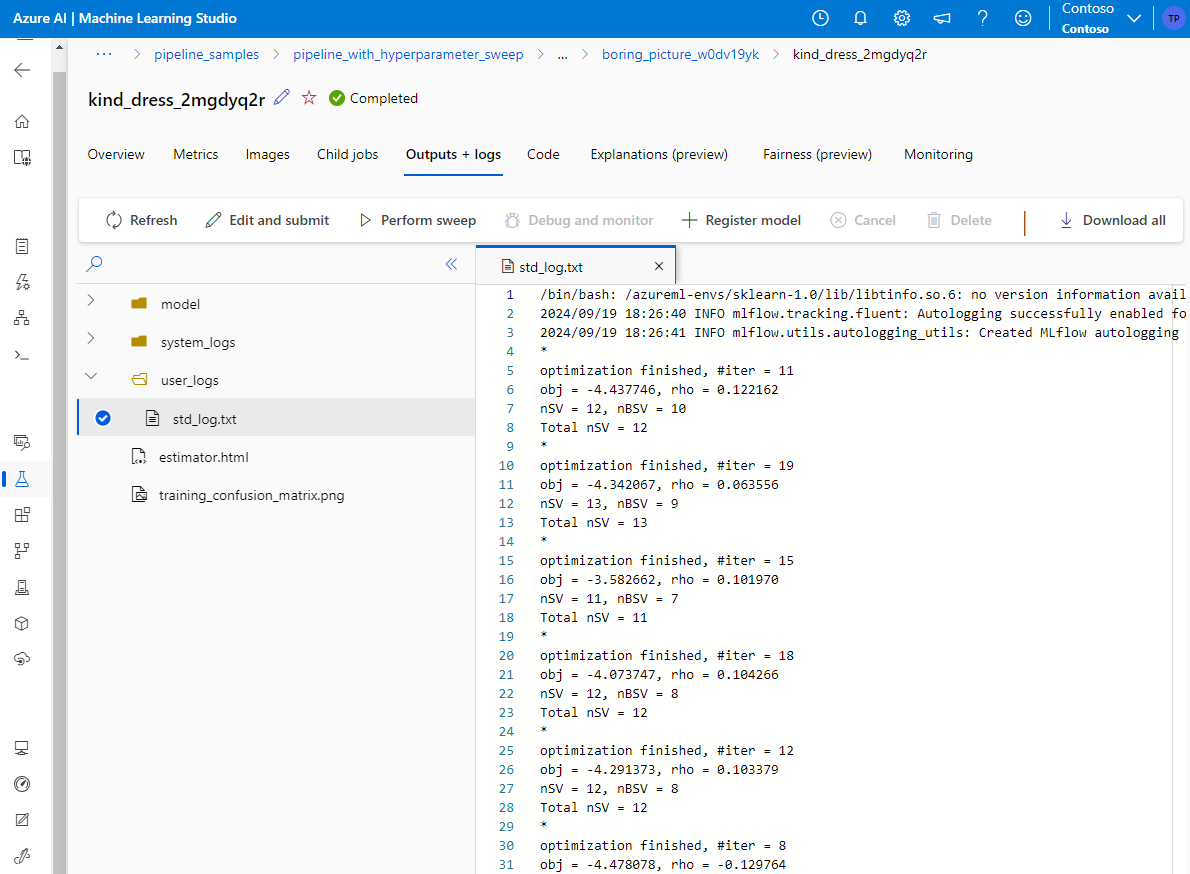 Azure AI | Machine Learning Studio
Contoso
Contoso
TP
... > pipeline_samples > pipeline_with_hyperparameter_sweep > ... > boring_picture_w0dv19yk > kind_dress_2mgdyq2r
kind_dress_2mgdyq2r Completed
Overview Metrics Images Child jobs Outputs + logs Code Explanations (preview) Fairness (preview) Monitoring
Refresh Edit and submit Perform sweep Debug and monitor Register model Cancel Delete Download all
model
system_logs
user_logs
std_log.txt
estimator.html
training_confusion_matrix.png
std_log.txt
1 /bin/bash: /azureml-envs/sklearn-1.0/lib/libtinfo.so.6: no version information avail
2 2024/09/19 18:26:40 INFO mlflow.tracking.fluent: Autologging successfully enabled fo
3 2024/09/19 18:26:41 INFO mlflow.utils.autologging_utils: Created MLflow autologging
4 *
5 optimization finished, #iter = 11
6 obj = -4.437746, rho = 0.122162
7 nSV = 12, nBSV = 10
8 Total nSV = 12
9 *
10 optimization finished, #iter = 19
11 obj = -4.342067, rho = 0.063556
12 nSV = 13, nBSV = 9
13 Total nSV = 13
14 *
15 optimization finished, #iter = 15
16 obj = -3.582662, rho = 0.101970
17 nSV = 11, nBSV = 7
18 Total nSV = 11
19 *
20 optimization finished, #iter = 18
21 obj = -4.073747, rho = 0.104266
22 nSV = 12, nBSV = 8
23 Total nSV = 12
24 *
25 optimization finished, #iter = 12
26 obj = -4.291373, rho = 0.103379
27 nSV = 12, nBSV = 8
28 Total nSV = 12
29 *
30 optimization finished, #iter = 8
31 obj = -4.478078, rho = -0.129764